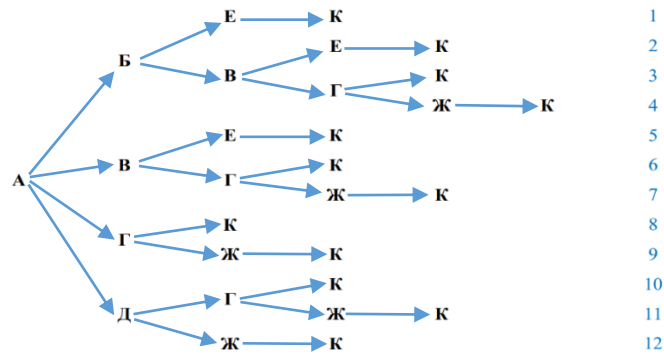 Е К 1
Е К 2
Б
В К 3
Г
Ж К 4
Е К 5
В К 6
А Г
Ж К 7
К 8
Г
Ж К 9
К 10
Г
Д Ж К 11
Ж К 12